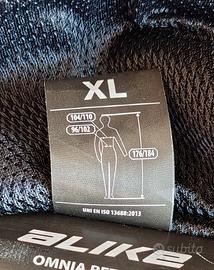 XL
104/110
96/102
176/184
UNI EN ISO 13688:2013
ALIKE
OMNIA
subito